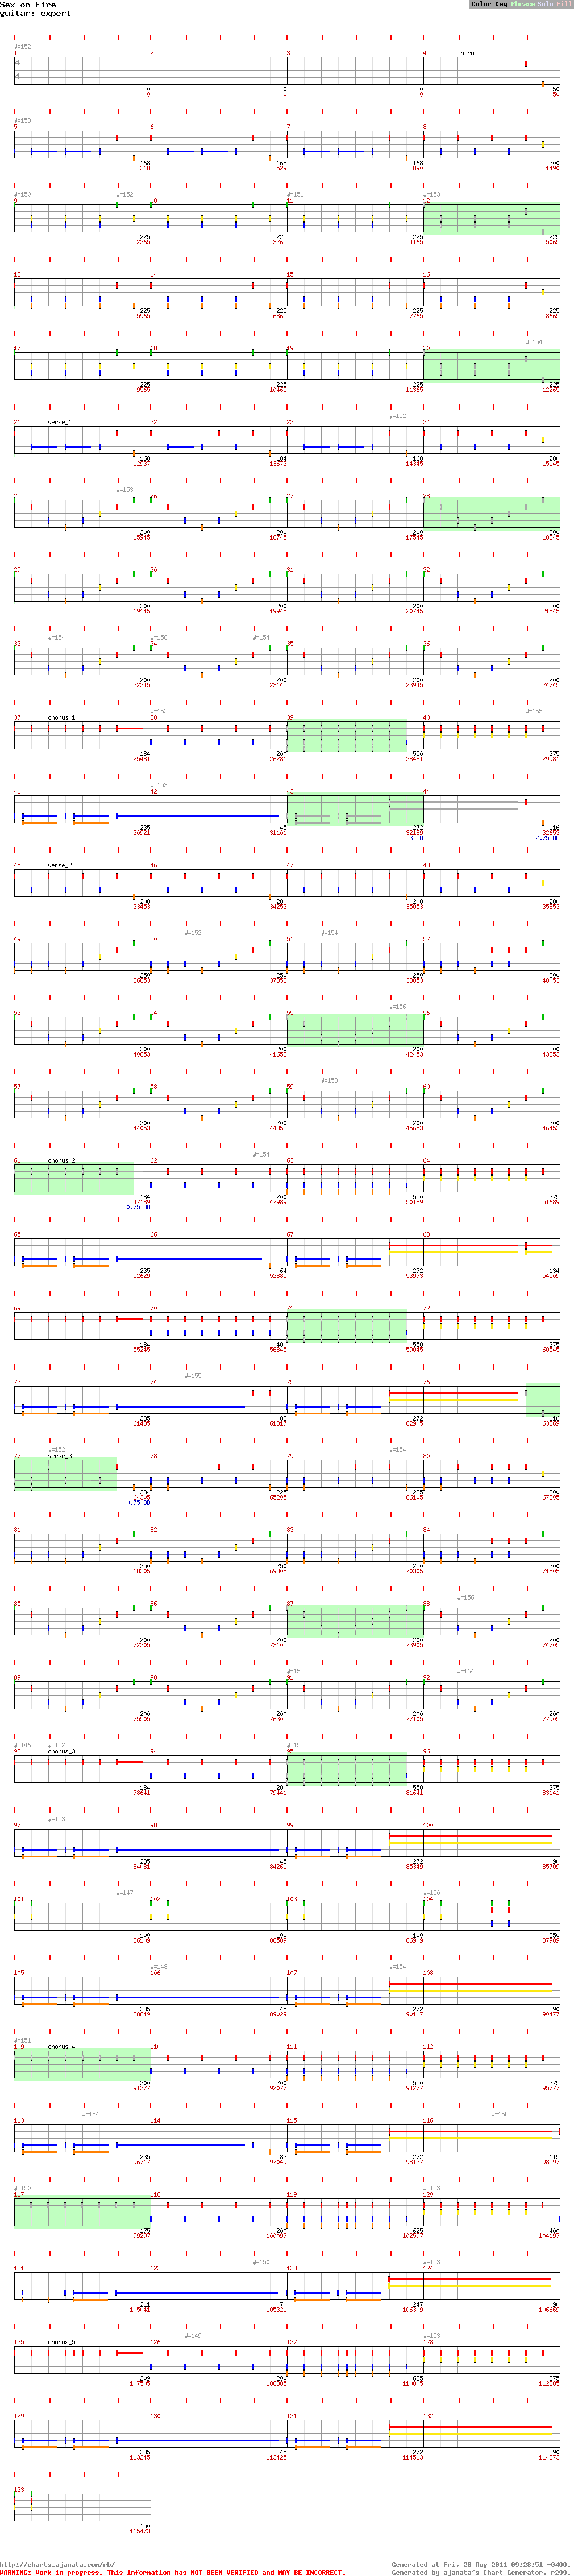 Sex on Fire
guitar: expert
Color Key Phrase Solo Fill
♩=152
1 2 3 4 intro
0 0 0 50
0 0 0 50
♩=153
5 6 7 8
168 168 168 200
218 529 890 1490
♩=150 ♩=152 ♩=151 ♩=153
9 10 11 12
225 225 225 225
2365 3265 4165 5065
13 14 15 16
225 225 225 225
5965 6865 7765 8665
♩=154
17 18 19 20
225 225 225 225
9565 10465 11365 12265
♩=152
21 verse_1 22 23 24
168 184 168 200
12937 13673 14345 15145
♩=153
25 26 27 28
200 200 200 200
15945 16745 17545 18345
29 30 31 32
200 200 200 200
19145 19945 20745 21545
♩=154 ♩=156 ♩=154
33 34 35 36
200 200 200 200
22345 23145 23945 24745
♩=153 ♩=155
37 chorus_1 38 39 40
184 200 550 375
25481 26281 28481 29981
♩=153
41 42 43 44
235 45 272 116
30921 31101 32189 32653
3 OD 2.75 OD
45 verse_2 46 47 48
200 200 200 200
33453 34253 35053 35853
♩=152 ♩=154
49 50 51 52
250 250 250 300
36853 37853 38853 40053
♩=156
53 54 55 56
200 200 200 200
40853 41653 42453 43253
♩=153
57 58 59 60
200 200 200 200
44053 44853 45653 46453
♩=154
61 chorus_2 62 63 64
184 200 550 375
47189 47989 50189 51689
0.75 OD
65 66 67 68
235 64 272 134
52629 52885 53973 54509
69 70 71 72
184 400 550 375
55245 56845 59045 60545
♩=155
73 74 75 76
235 83 272 116
61485 61817 62905 63369
♩=152 ♩=154
77 verse_3 78 79 80
234 225 225 300
64305 65205 66105 67305
0.75 OD
81 82 83 84
250 250 250 300
68305 69305 70305 71505
♩=156
85 86 87 88
200 200 200 200
72305 73105 73905 74705
♩=152 ♩=164
89 90 91 92
200 200 200 200
75505 76305 77105 77905
♩=146 ♩=152 ♩=155
93 chorus_3 94 95 96
184 200 550 375
78641 79441 81641 83141
♩=153
97 98 99 100
235 45 272 90
84081 84261 85349 85709
♩=147 ♩=150
101 102 103 104
100 100 100 250
86109 86509 86909 87909
♩=148 ♩=154
105 106 107 108
235 45 272 90
88849 89029 90117 90477
♩=151
109 chorus_4 110 111 112
200 200 550 375
91277 92077 94277 95777
♩=154 ♩=158
113 114 115 116
235 83 272 115
96717 97049 98137 98597
♩=150 ♩=153
117 118 119 120
175 200 625 400
99297 100097 102597 104197
♩=150 ♩=153
121 122 123 124
211 70 247 90
105041 105321 106309 106669
♩=149 ♩=153
125 chorus_5 126 127 128
209 200 625 375
107505 108305 110805 112305
129 130 131 132
235 45 272 90
113245 113425 114513 114873
133
150
115473
http://charts.ajanata.com/rb/ Generated at Fri, 26 Aug 2011 09:28:51 -0400,
WARNING: Work in progress. This information has NOT BEEN VERIFIED and MAY BE INCORRECT. Generated by ajanata's Chart Generator, r299,